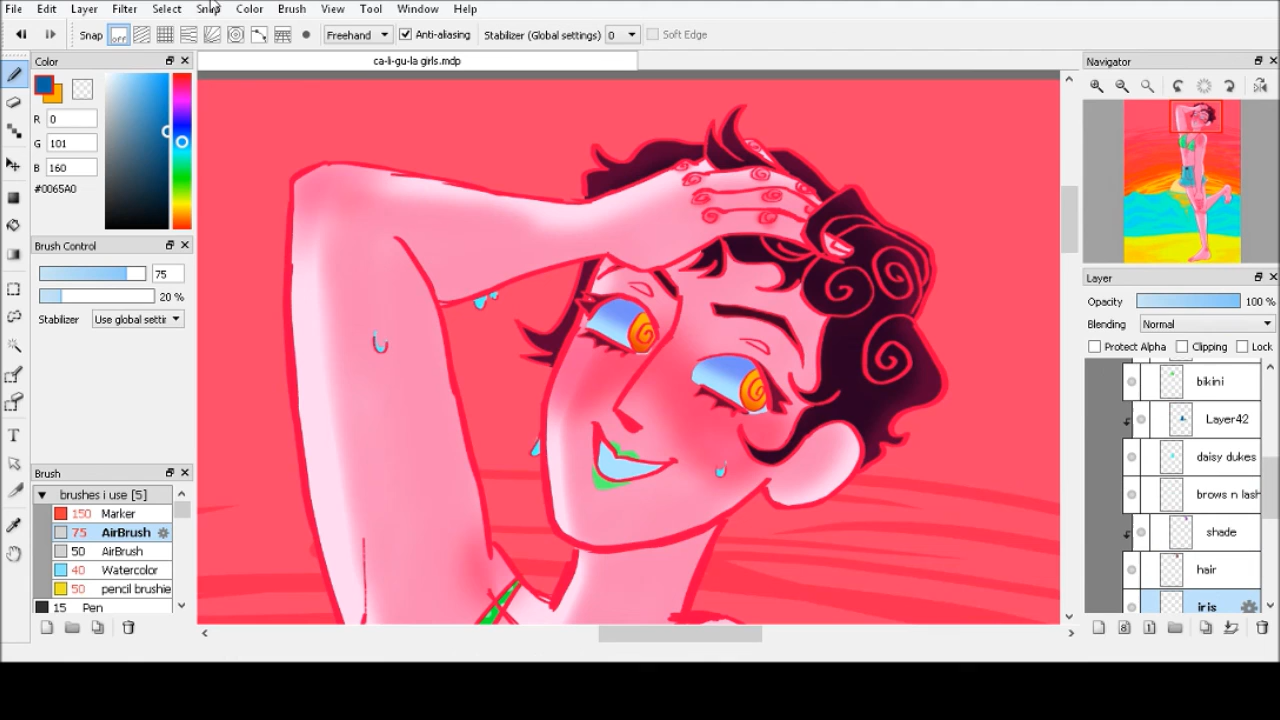 File Edit Layer Filter Select Snap Color Brush View Tool Window Help
Snap off Freehand Anti-aliasing Stabilizer (Global settings) 0 Soft Edge
Color
ca-li-gu-la girls.mdp
Navigator
R 0
G 101
B 160
#0065A0
Brush Control
75
20 %
Stabilizer Use global settir
Brush
brushes i use [5]
150 Marker
75 AirBrush
50 AirBrush
40 Watercolor
50 pencil brushie
15 Pen
Layer
Opacity 100 %
Blending Normal
Protect Alpha Clipping Lock
bikini
Layer42
daisy dukes
brows n lash
shade
hair
iris